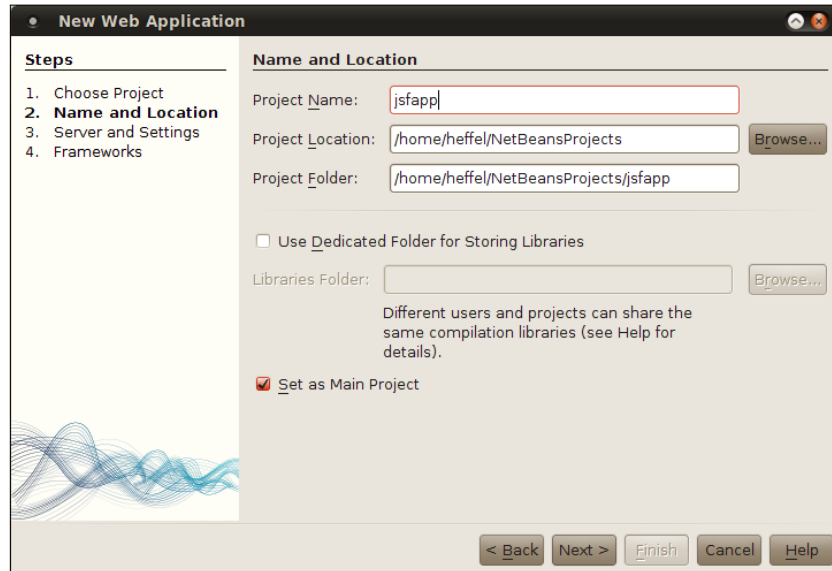 New Web Application
Steps
1. Choose Project
2. Name and Location
3. Server and Settings
4. Frameworks
Name and Location
Project Name: jsfapp
Project Location: /home/heffel/NetBeansProjects Browse...
Project Folder: /home/heffel/NetBeansProjects/jsfapp
Use Dedicated Folder for Storing Libraries
Libraries Folder: Browse...
Different users and projects can share the
same compilation libraries (see Help for
details).
Set as Main Project
< Back Next > Finish Cancel Help